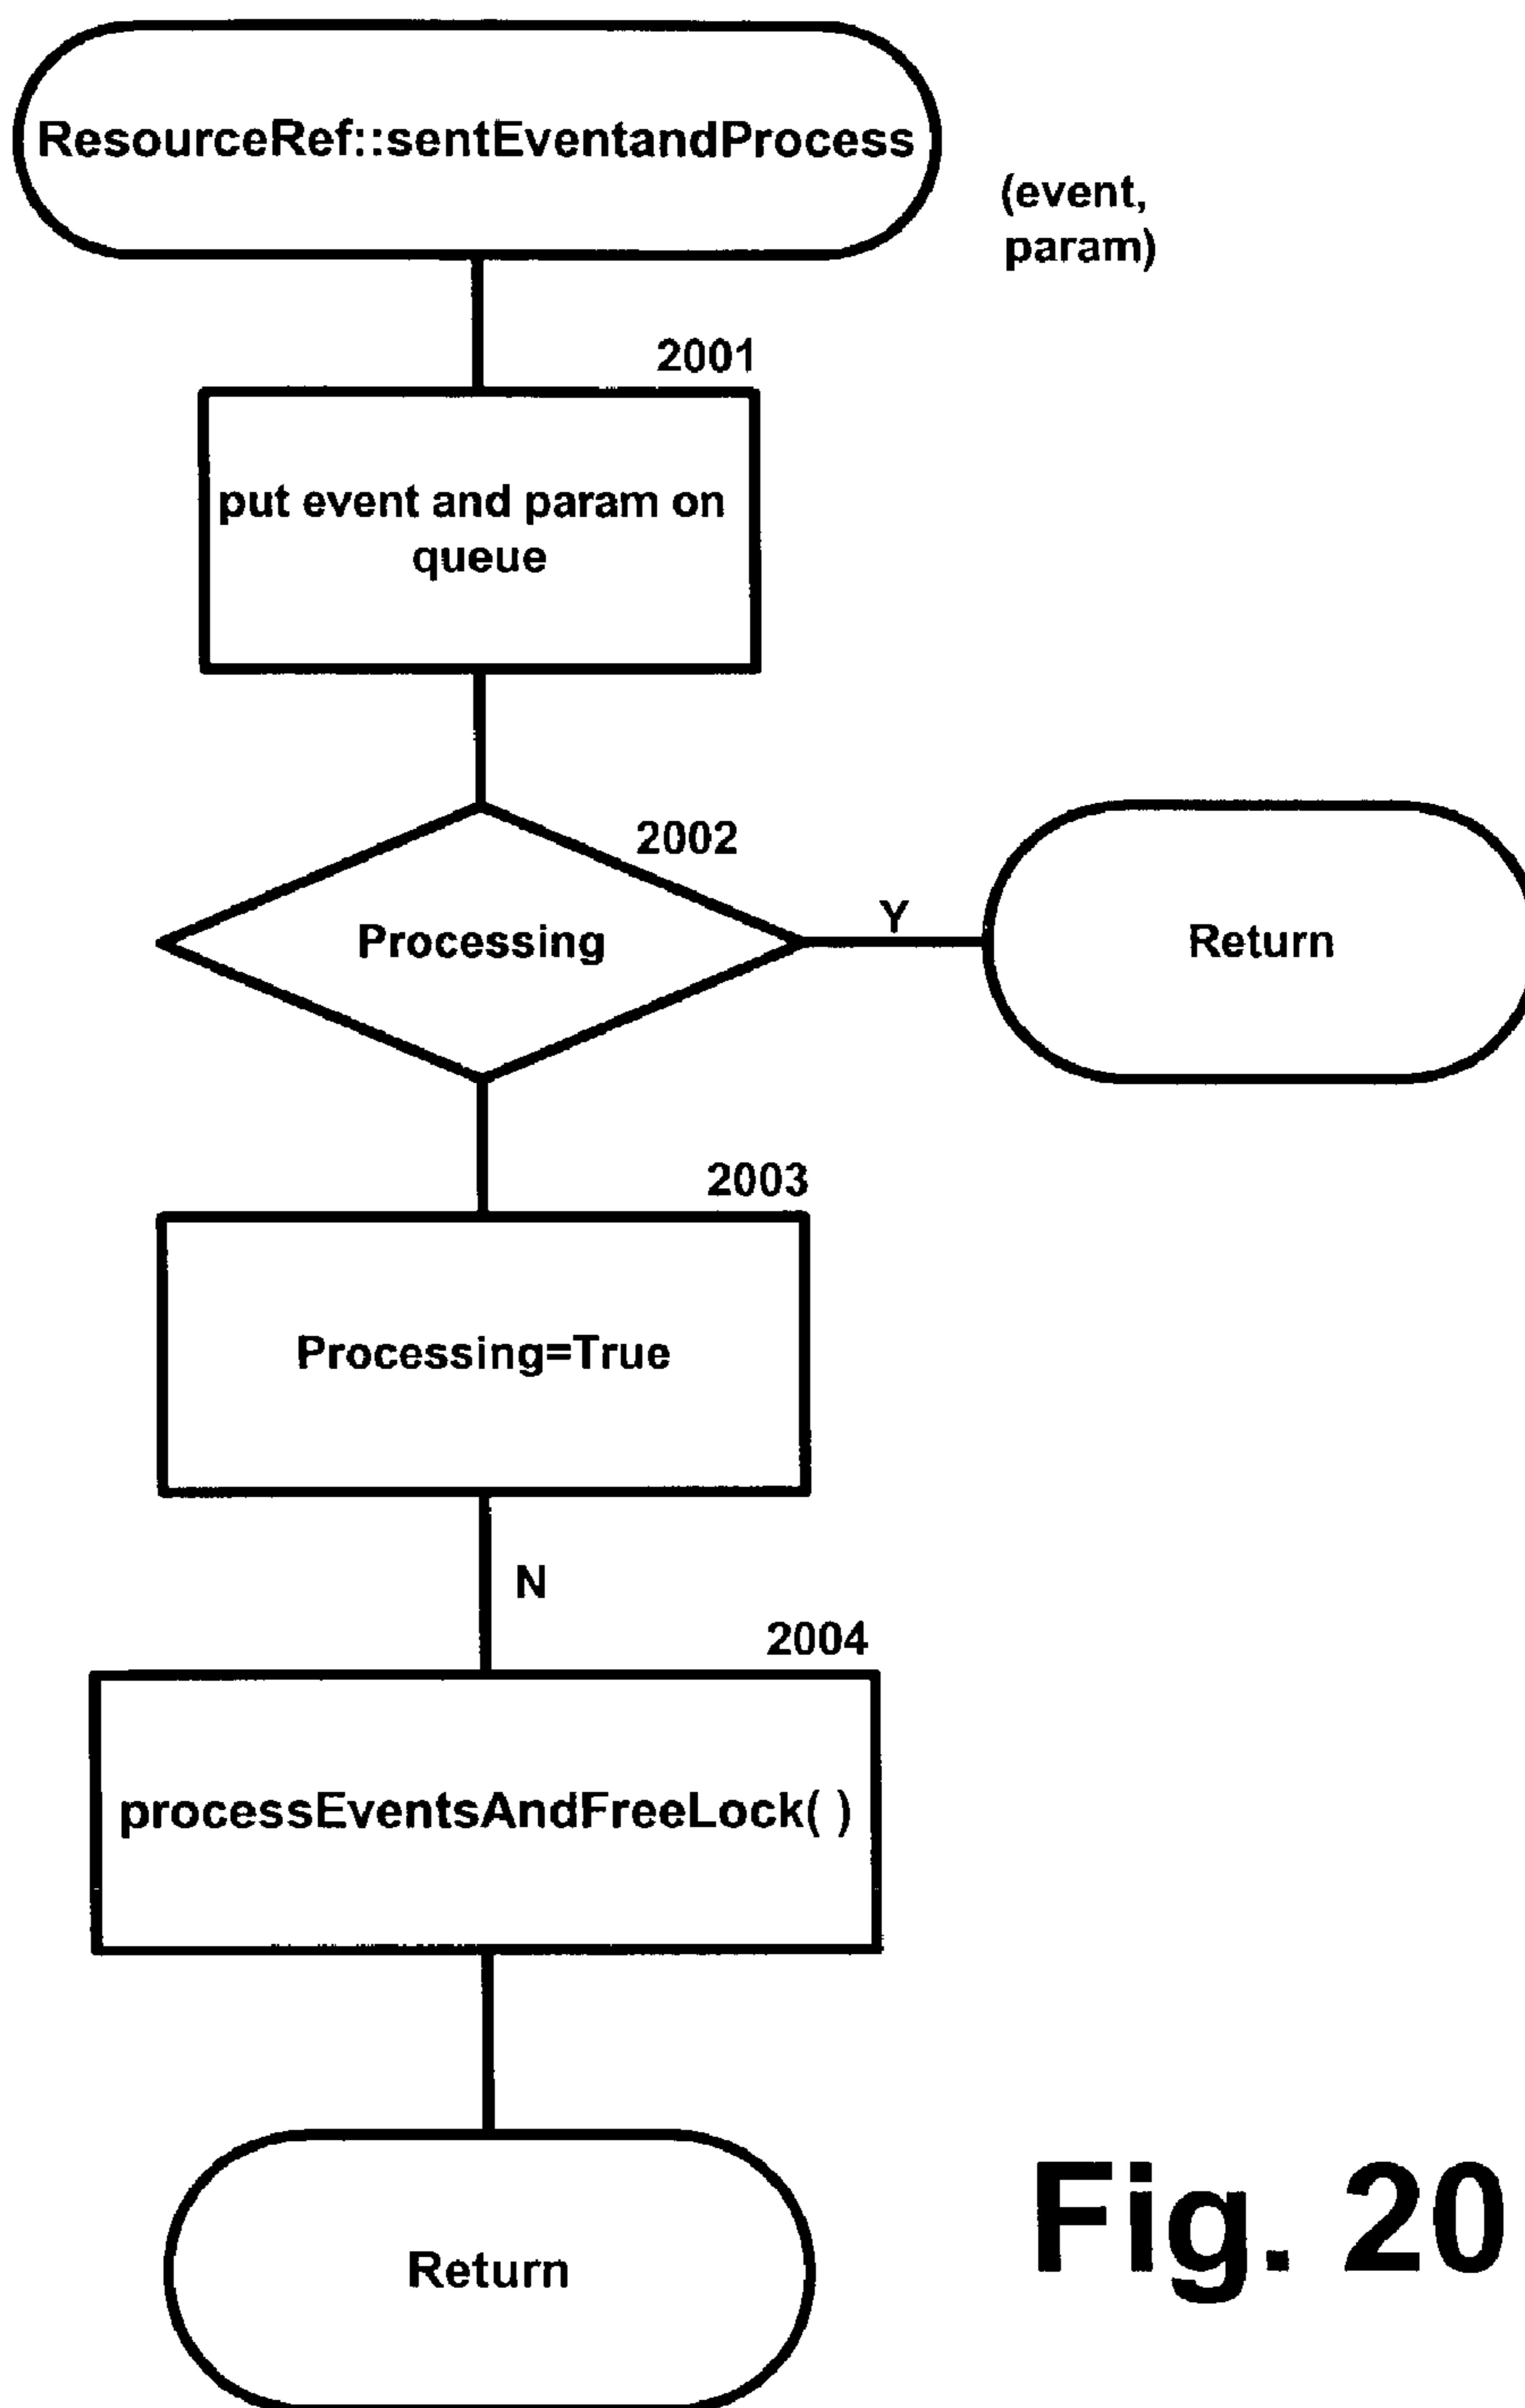 ResourceRef::sentEventandProcess
(event,
param)
2001
put event and param on
queue
2002
Processing
Y
Return
2003
Processing=True
N
2004
processEventsAndFreeLock( )
Return
Fig. 20